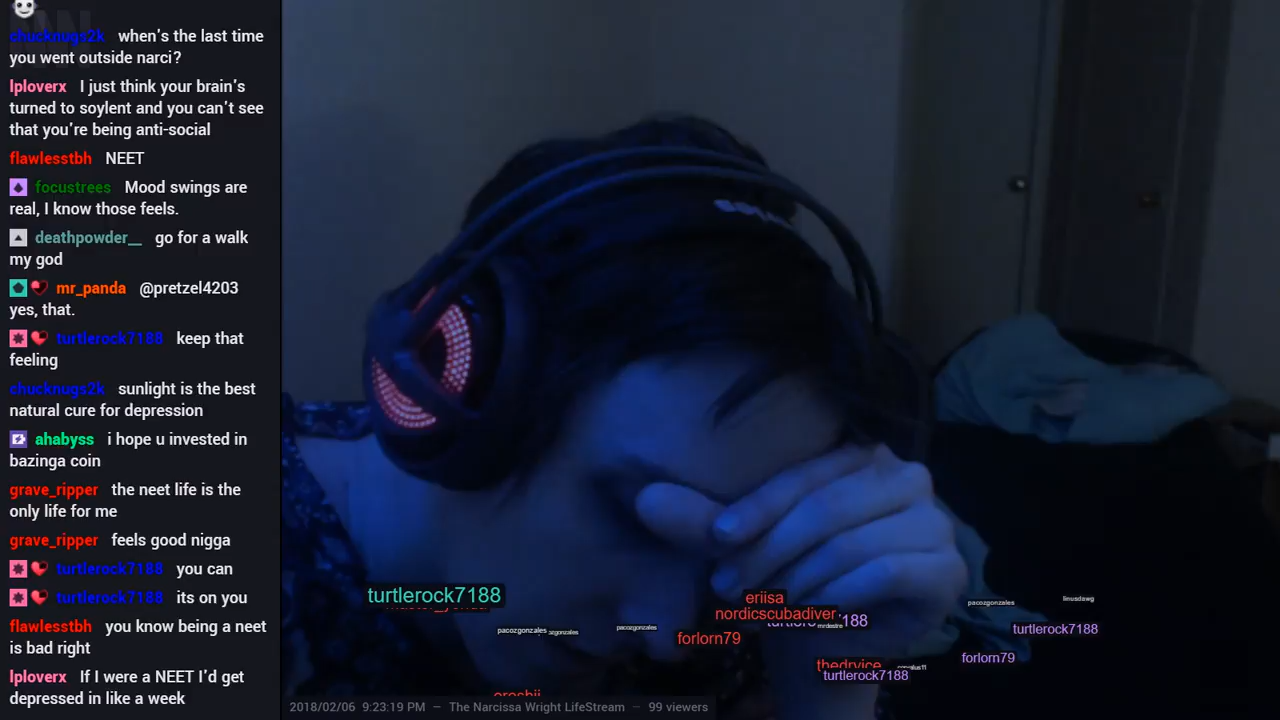 chucknugs2k when's the last time
you went outside narci?
lploverx I just think your brain's
turned to soylent and you can't see
that you're being anti-social
flawlesstbh NEET
focustrees Mood swings are
real, I know those feels.
deathpowder__ go for a walk
my god
mr_panda @pretzel4203
yes, that.
turtlerock7188 keep that
feeling
chucknugs2k sunlight is the best
natural cure for depression
ahabyss i hope u invested in
bazinga coin
grave_ripper the neet life is the
only life for me
grave_ripper feels good nigga
turtlerock7188 you can
turtlerock7188 its on you
flawlesstbh you know being a neet
is bad right
lploverx If I were a NEET I'd get
depressed in like a week
turtlerock7188
pacozgonzales
pacozgonzales
eriisa
nordicscubadiver
188
forlorn79
thedrvice
turtlerock7188
pacozgonzales
linusdawg
turtlerock7188
forlorn79
2018/02/06 9:23:19 PM — The Narcissa Wright LifeStream — 99 viewers